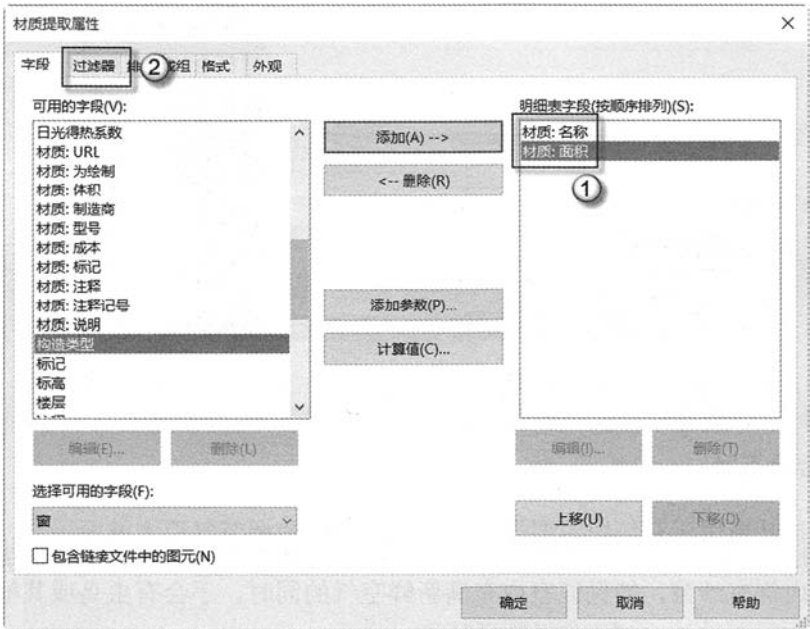 材质提取属性
字段 过滤器 ② 组 格式 外观
可用的字段(V):
日光得热系数
材质: URL
材质: 为绘制
材质: 体积
材质: 制造商
材质: 型号
材质: 成本
材质: 标记
材质: 注释
材质: 注释记号
材质: 说明
构造类型
标记
标高
楼层
添加(A) -->
<-- 删除(R)
添加参数(P)...
计算值(C)...
明细表字段(按顺序排列)(S):
材质: 名称
材质: 面积
①
编辑(E)...
删除(L)
编辑(I)...
删除(T)
选择可用的字段(F):
窗
上移(U)
下移(D)
包含链接文件中的图元(N)
确定
取消
帮助